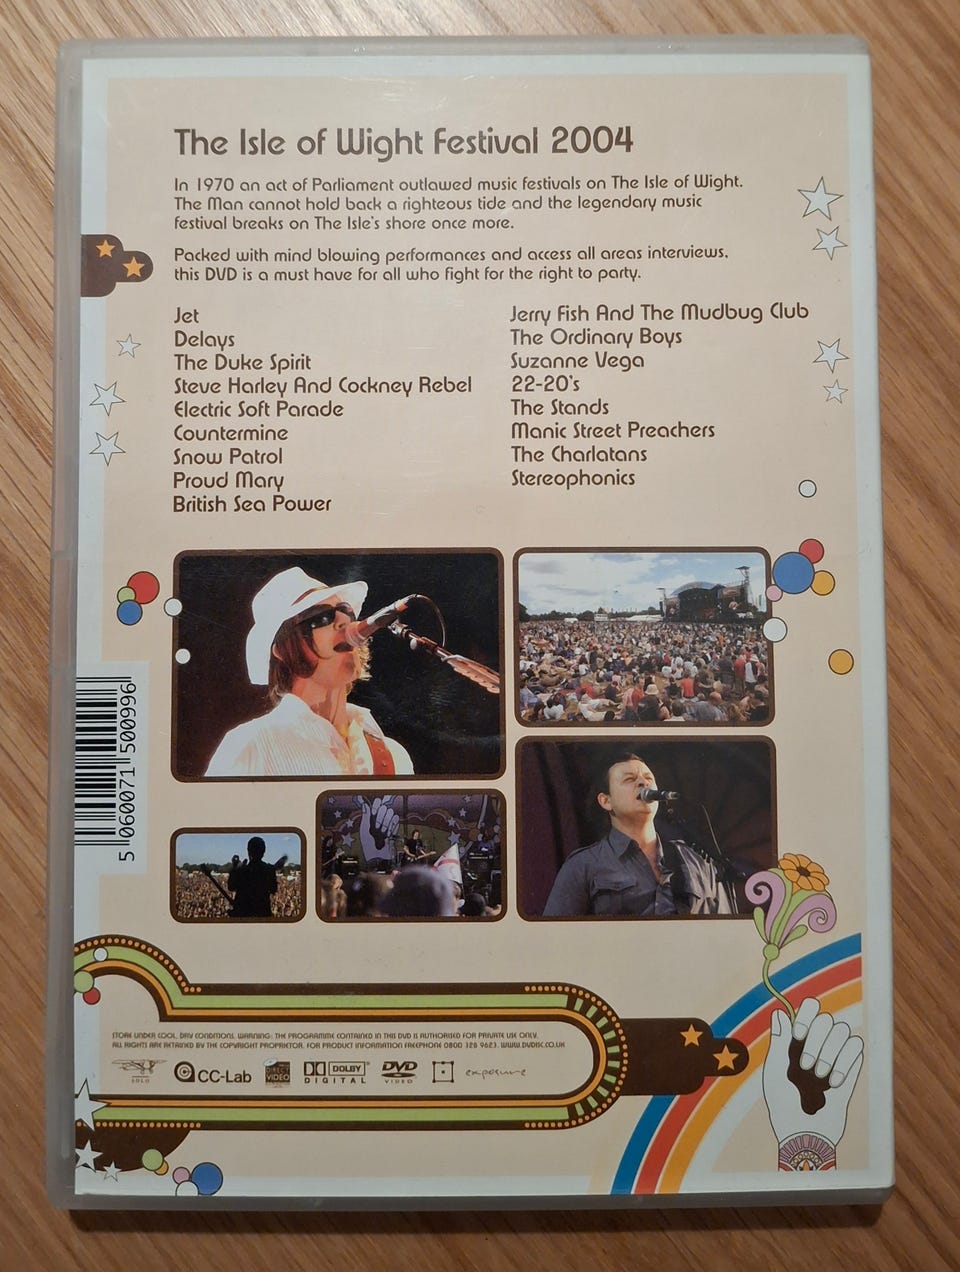 The Isle of Wight Festival 2004
In 1970 an act of Parliament outlawed music festivals on The Isle of Wight.
The Man cannot hold back a righteous tide and the legendary music
festival breaks on The Isle's shore once more.
Packed with mind blowing performances and access all areas interviews,
this DVD is a must have for all who fight for the right to party.
Jet
Delays
The Duke Spirit
Steve Harley And Cockney Rebel
Electric Soft Parade
Countermine
Snow Patrol
Proud Mary
British Sea Power
Jerry Fish And The Mudbug Club
The Ordinary Boys
Suzanne Vega
22-20's
The Stands
Manic Street Preachers
The Charlatans
Stereophonics
5 060071 500996
STORE UNDER COOL, DRY CONDITIONS. WARNING: THE PROGRAMME CONTAINED IN THIS DVD IS AUTHORISED FOR PRIVATE USE ONLY.
ALL RIGHTS ARE RETAINED BY THE COPYRIGHT PROPRIETOR. FOR PRODUCT INFORMATION FREEPHONE 0800 328 9623. WWW.DVDISC.CO.UK
SOLO
CC-Lab
DIRECT VIDEO
DOLBY DIGITAL
DVD VIDEO
exposure